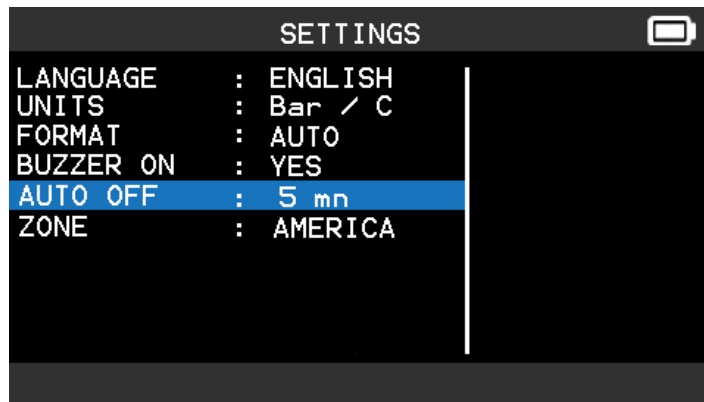 SETTINGS
LANGUAGE : ENGLISH
UNITS : Bar / C
FORMAT : AUTO
BUZZER ON : YES
AUTO OFF : 5 mn
ZONE : AMERICA